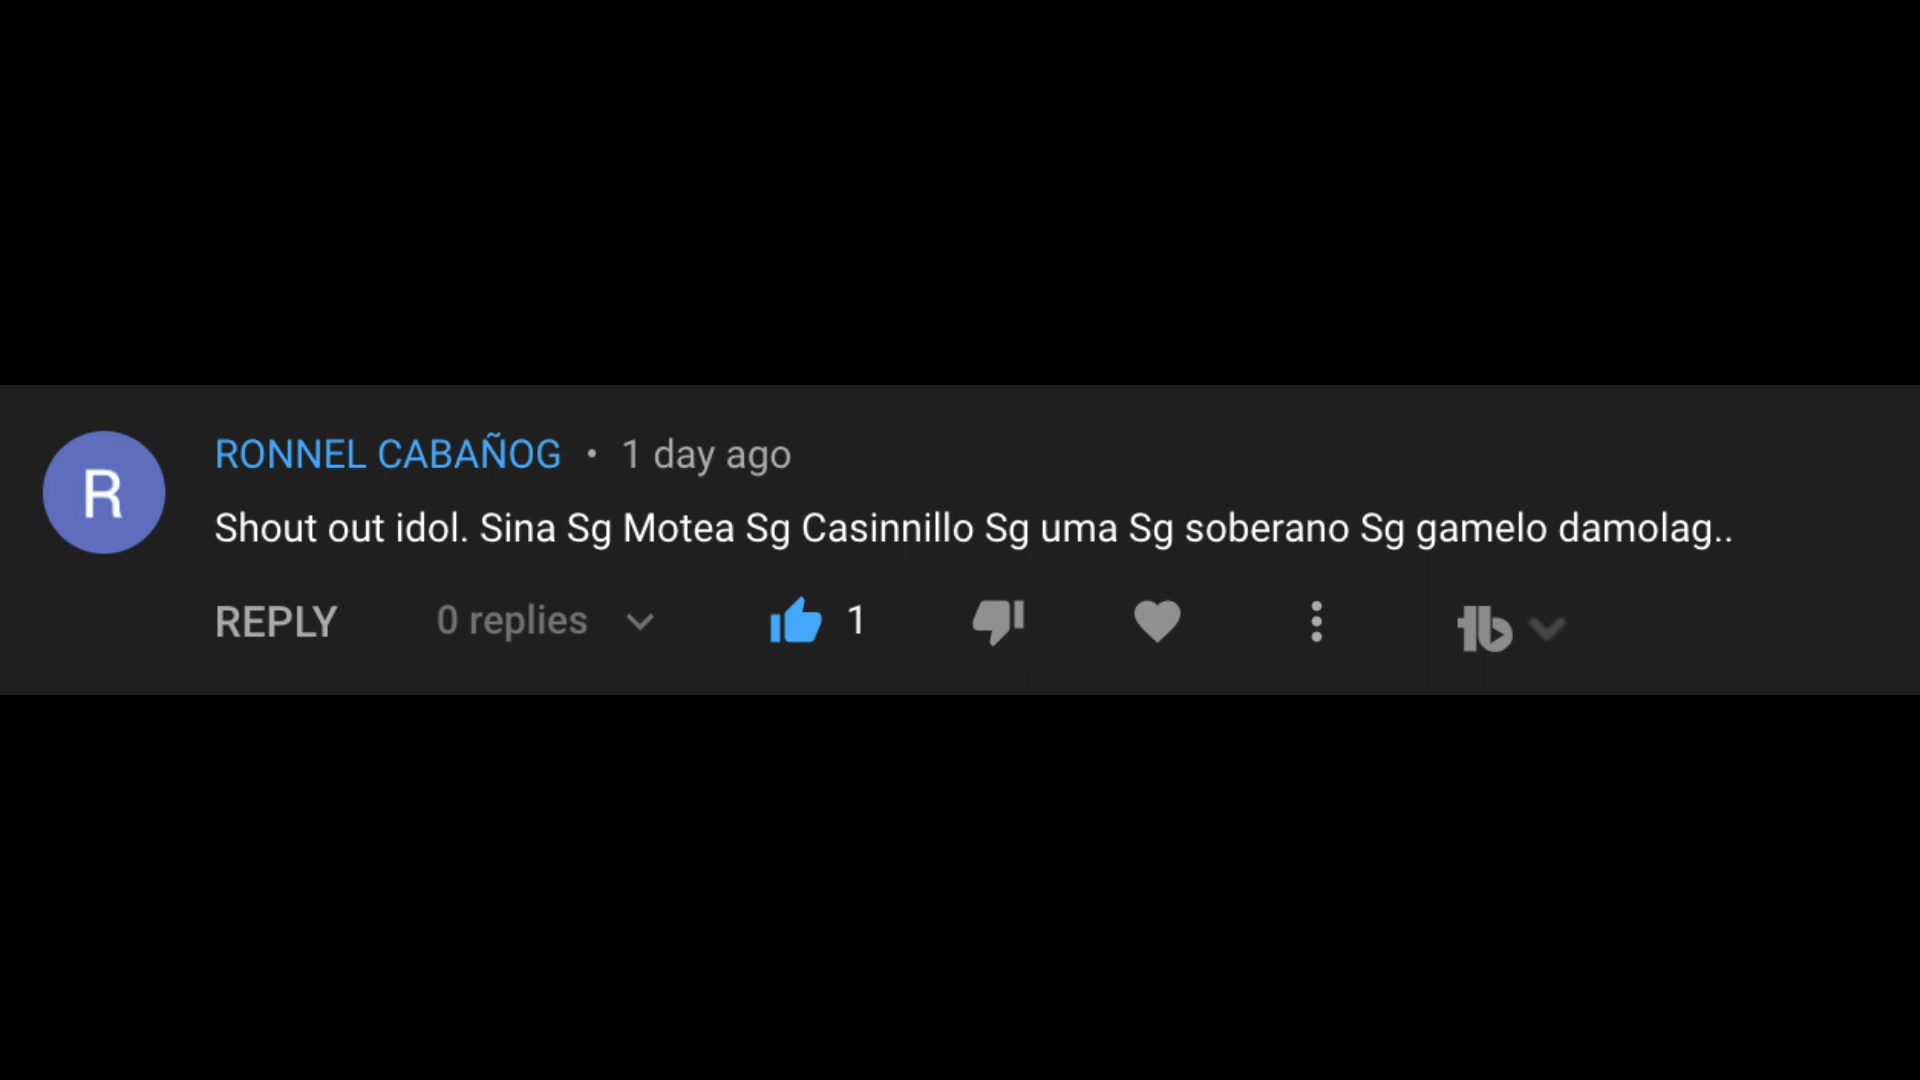 R
RONNEL CABAÑOG • 1 day ago
Shout out idol. Sina Sg Motea Sg Casinnillo Sg uma Sg soberano Sg gamelo damolag..
REPLY 0 replies 1 tb